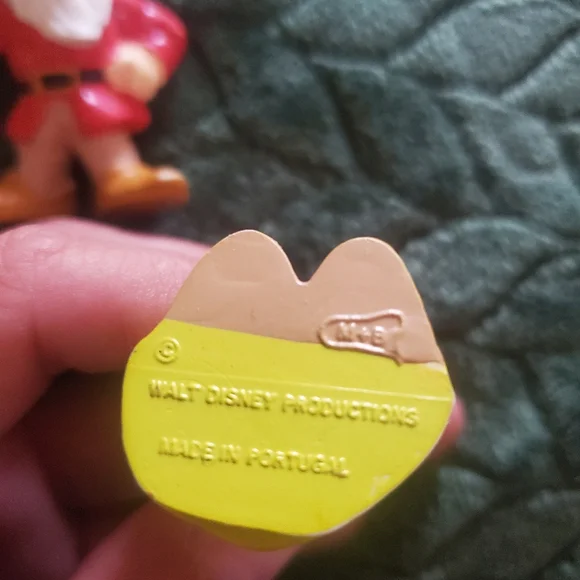 M+B
©
WALT DISNEY PRODUCTIONS
MADE IN PORTUGAL